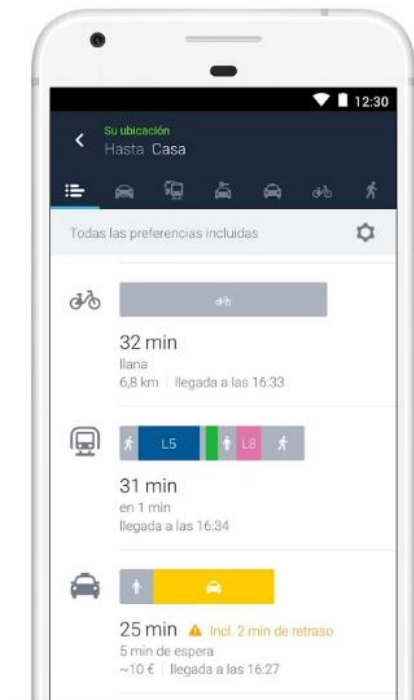 12:30
Su ubicación
Hasta Casa
Todas las preferencias incluidas
32 min
llana
6,8 km | llegada a las 16:33
L5 L8
31 min
en 1 min
llegada a las 16:34
25 min Incl. 2 min de retraso
5 min de espera
~10 € | llegada a las 16:27